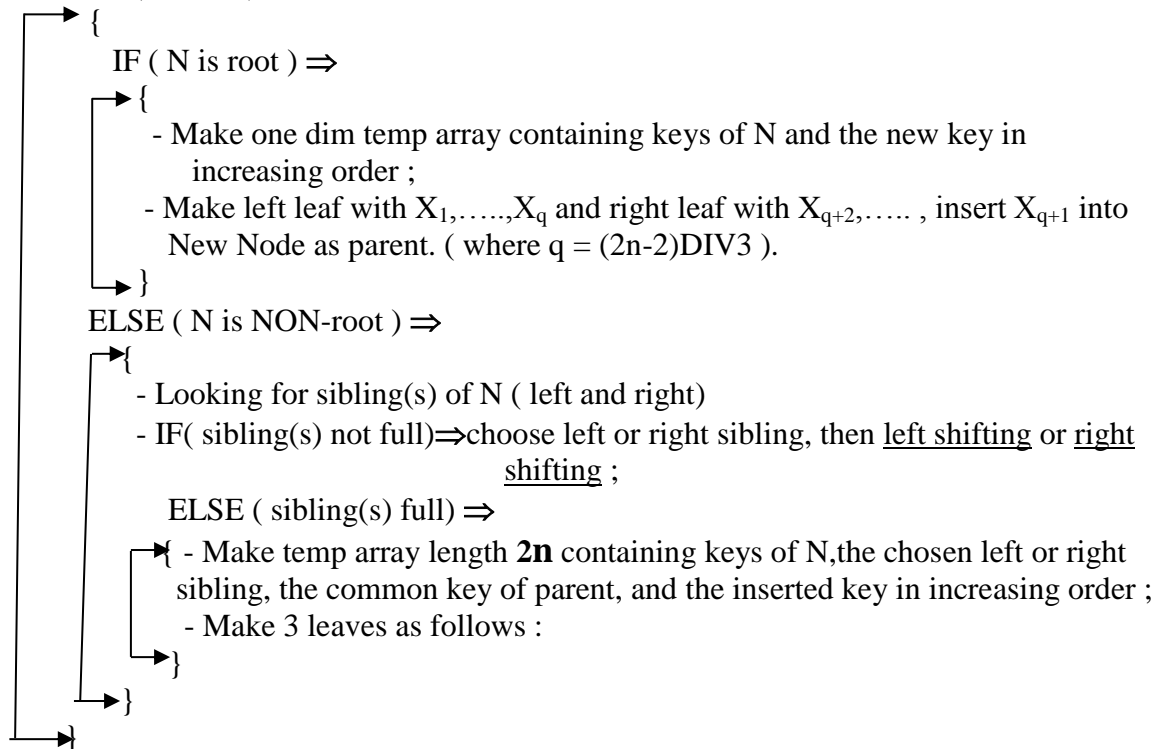 {
IF ( N is root ) ⇒
{
- Make one dim temp array containing keys of N and the new key in
increasing order ;
- Make left leaf with X1,…..,Xq and right leaf with Xq+2,….. , insert Xq+1 into
New Node as parent. ( where q = (2n-2)DIV3 ).
}
ELSE ( N is NON-root ) ⇒
{
- Looking for sibling(s) of N ( left and right)
- IF( sibling(s) not full)⇒choose left or right sibling, then left shifting or right
shifting ;
ELSE ( sibling(s) full) ⇒
{ - Make temp array length 2n containing keys of N,the chosen left or right
sibling, the common key of parent, and the inserted key in increasing order ;
- Make 3 leaves as follows :
}
}
}